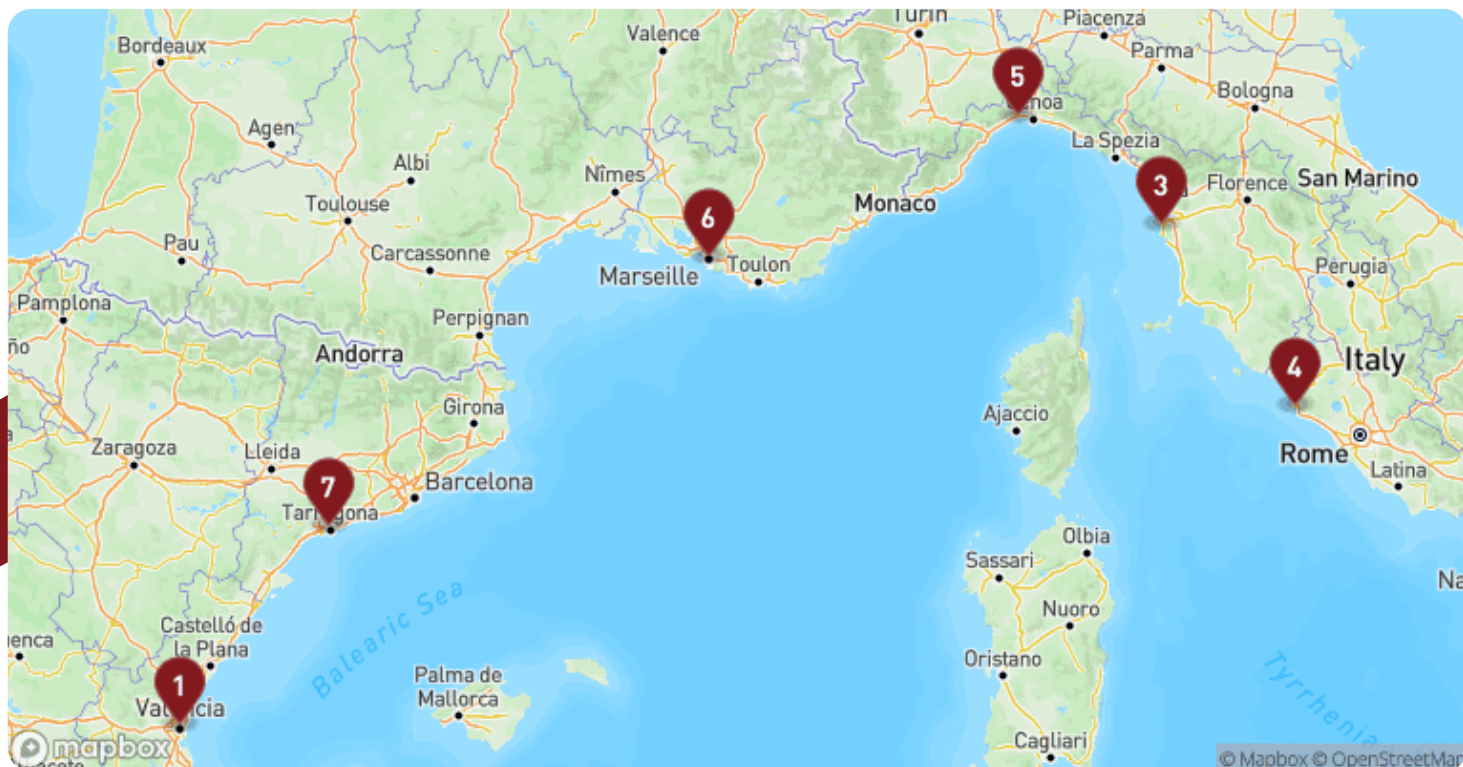 Turin
Piacenza
Bordeaux
Valence
Parma
5
Bologna
Agen
La Spezia
Albi
Nîmes
3
Florence
San Marino
Toulouse
Monaco
6
Pau
Carcassonne
Marseille
Toulon
Perugia
Pamplona
Perpignan
Andorra
4
Italy
Girona
Ajaccio
Zaragoza
Lleida
Rome
Latina
7
Barcelona
Tarragona
Olbia
Sassari
Balearic Sea
Nuoro
Castelló de
la Plana
Oristano
Palma de
Mallorca
1
Valencia
Cagliari
mapbox
© Mapbox © OpenStreetMap